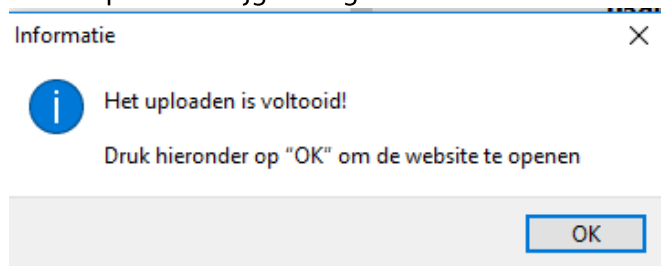 Informatie
Het uploaden is voltooid!
Druk hieronder op “OK” om de website te openen
OK